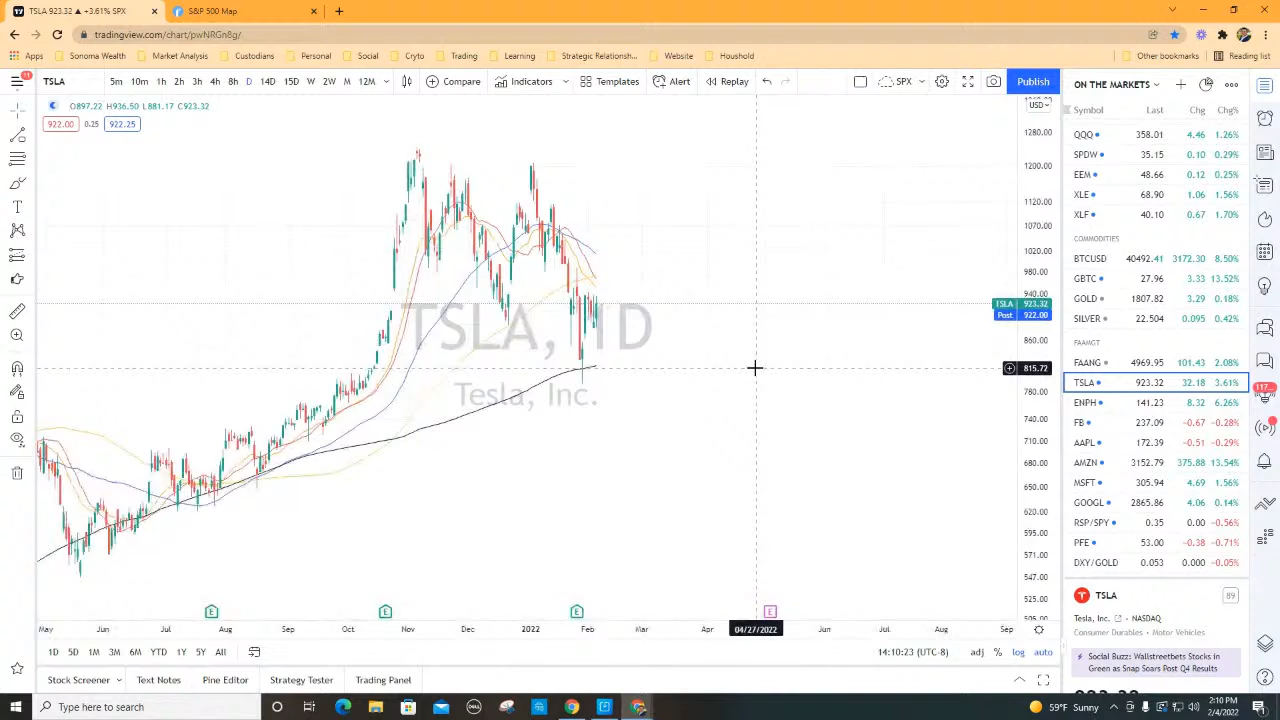 TSLA 923.32 ▲ +3.61% SPX
S&P 500 Map
tradingview.com/chart/pwNRGn8g/
Apps Sonoma Wealth Market Analysis Custodians Personal Social Cryto Trading Learning Strategic Relationshi... Website Houshold Other bookmarks Reading list
TSLA 5m 10m 1h 2h 3h 4h 8h D 14D 15D W 2W M 12M Compare Indicators Templates Alert Replay SPX Publish
ON THE MARKETS
O897.22 H936.50 L881.17 C923.32
922.00 0.25 922.25
USD
Symbol Last Chg Chg%
QQQ 358.01 4.46 1.26%
SPDW 35.15 0.10 0.29%
EEM 48.66 0.12 0.25%
XLE 68.90 1.06 1.56%
XLF 40.10 0.67 1.70%
COMMODITIES
BTCUSD 40492.41 3172.30 8.50%
GBTC 27.96 3.33 13.52%
GOLD 1807.82 3.29 0.18%
SILVER 22.504 0.095 0.42%
FAAMGT
FAANG 4969.95 101.43 2.08%
TSLA 923.32 32.18 3.61%
ENPH 141.23 8.32 6.26%
FB 237.09 −0.67 −0.28%
AAPL 172.39 −0.51 −0.29%
AMZN 3152.79 375.88 13.54%
MSFT 305.94 4.69 1.56%
GOOGL 2865.86 4.06 0.14%
RSP/SPY 0.35 0.00 −0.56%
PFE 53.00 −0.38 −0.71%
DXY/GOLD 0.053 0.000 −0.05%
1280.00
1200.00
1120.00
1070.00
1020.00
980.00
940.00
TSLA 923.32
Post 922.00
860.00
815.72
780.00
740.00
710.00
680.00
650.00
620.00
595.00
571.00
547.00
525.00
TSLA, 1D
Tesla, Inc.
E E E E
May Jun Jul Aug Sep Oct Nov Dec 2022 Feb Mar Apr 04/27/2022 Jun Jul Aug Sep
1D 5D 1M 3M 6M YTD 1Y 5Y All
14:10:23 (UTC-8) adj % log auto
Stock Screener Text Notes Pine Editor Strategy Tester Trading Panel
TSLA 89
Tesla, Inc. NASDAQ
Consumer Durables • Motor Vehicles
Social Buzz: Wallstreetbets Stocks in
Green as Snap Soars Post Q4 Results
11
117
Type here to search
DELL
59°F Sunny
2:10 PM
2/4/2022